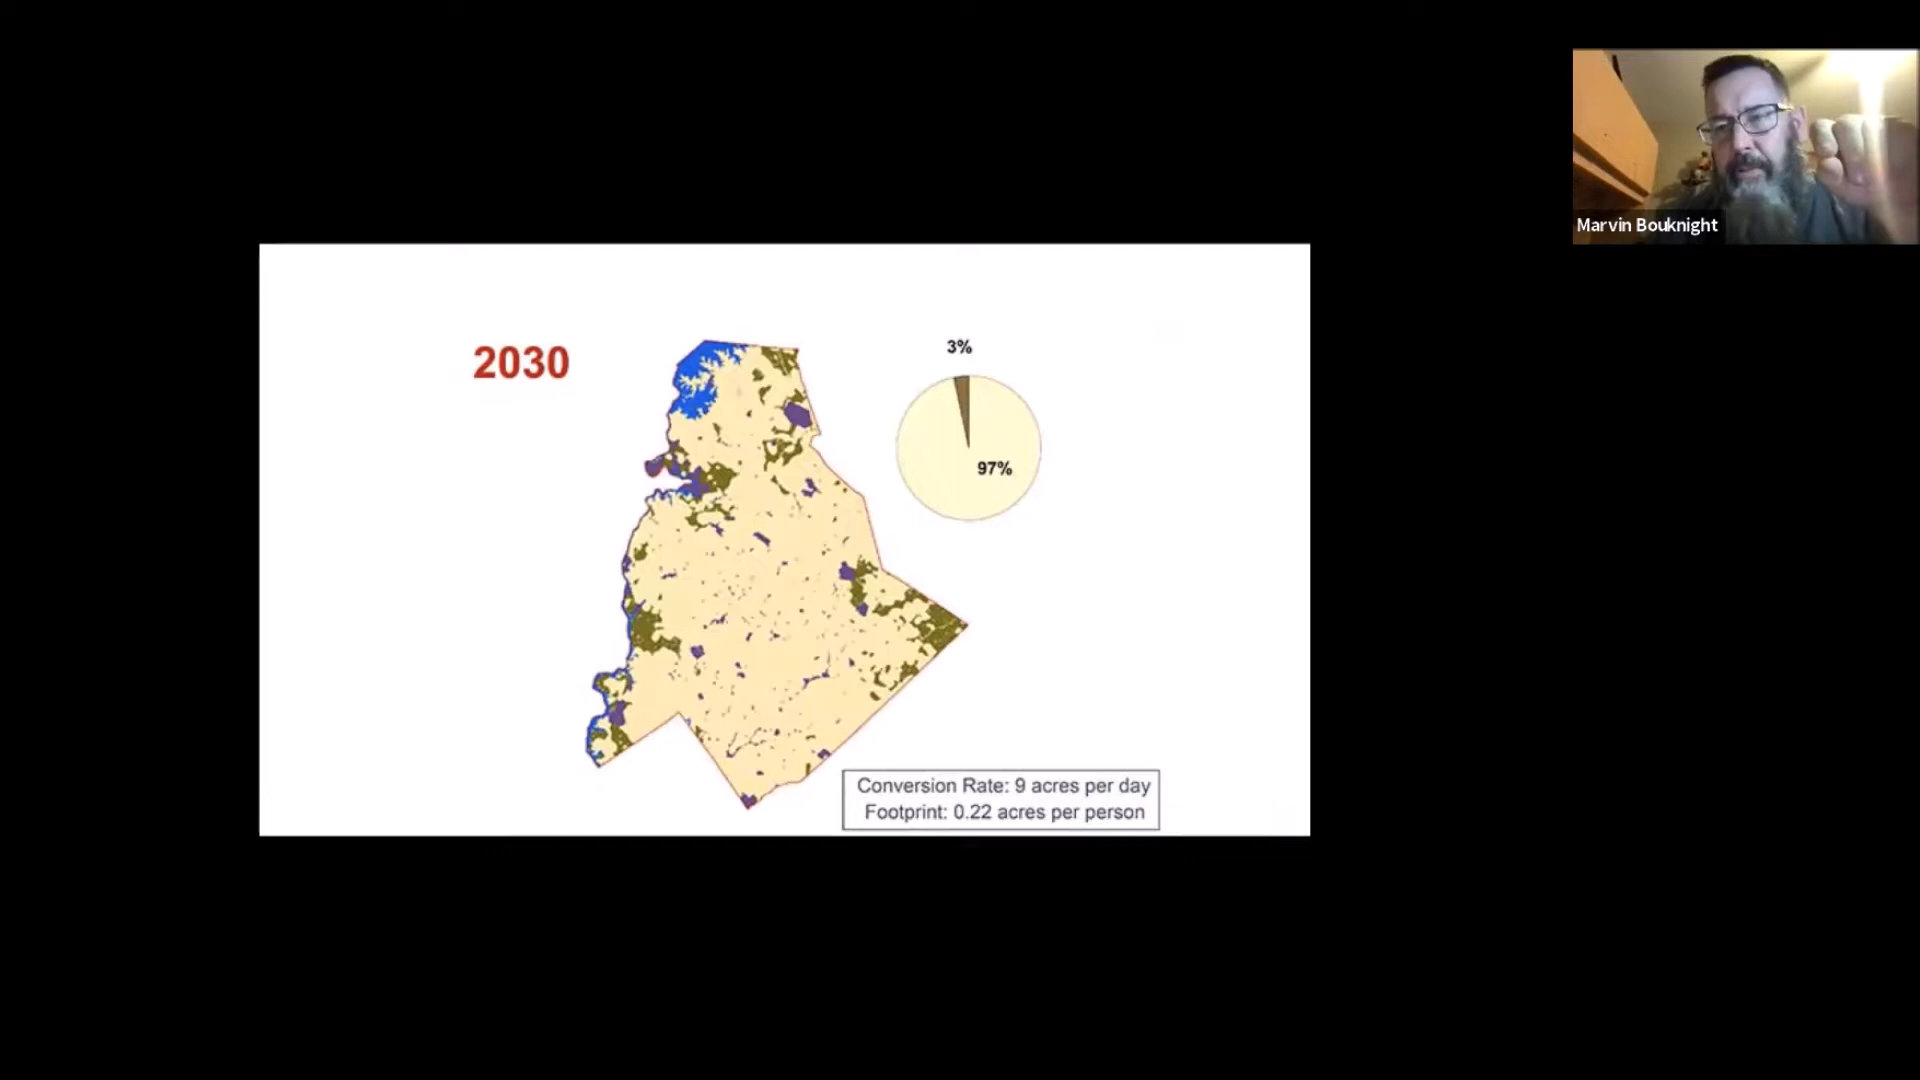 Marvin Bouknight
2030
3%
97%
Conversion Rate: 9 acres per day
Footprint: 0.22 acres per person